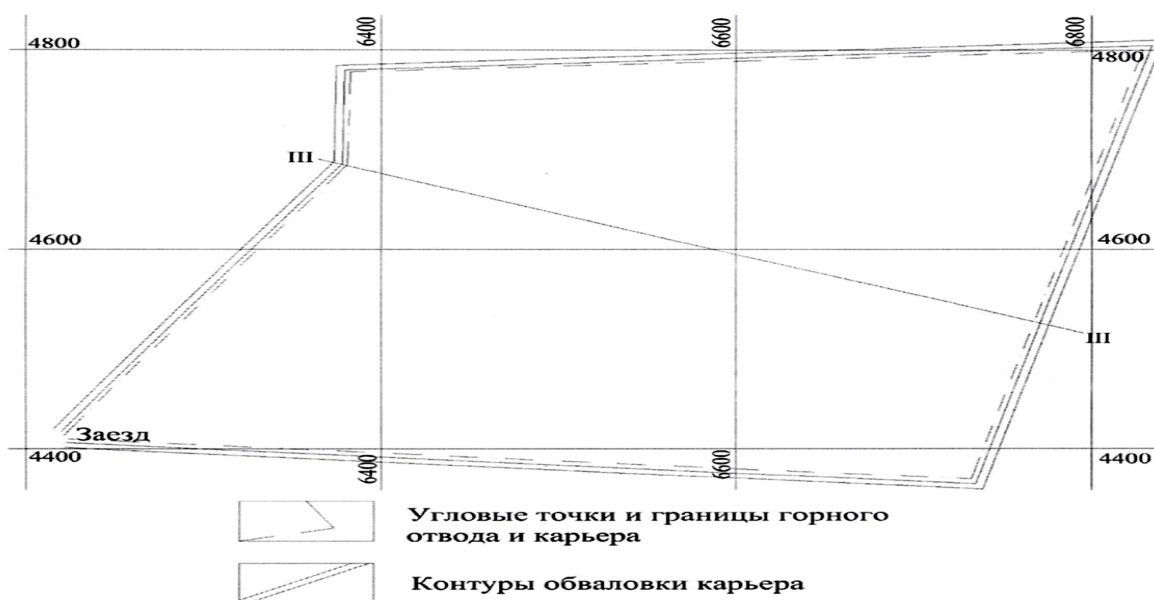 6400
6600
6800
4800
4800
III
4600
4600
III
Заезд
4400
6400
6600
4400
Угловые точки и границы горного
отвода и карьера
Контуры обваловки карьера